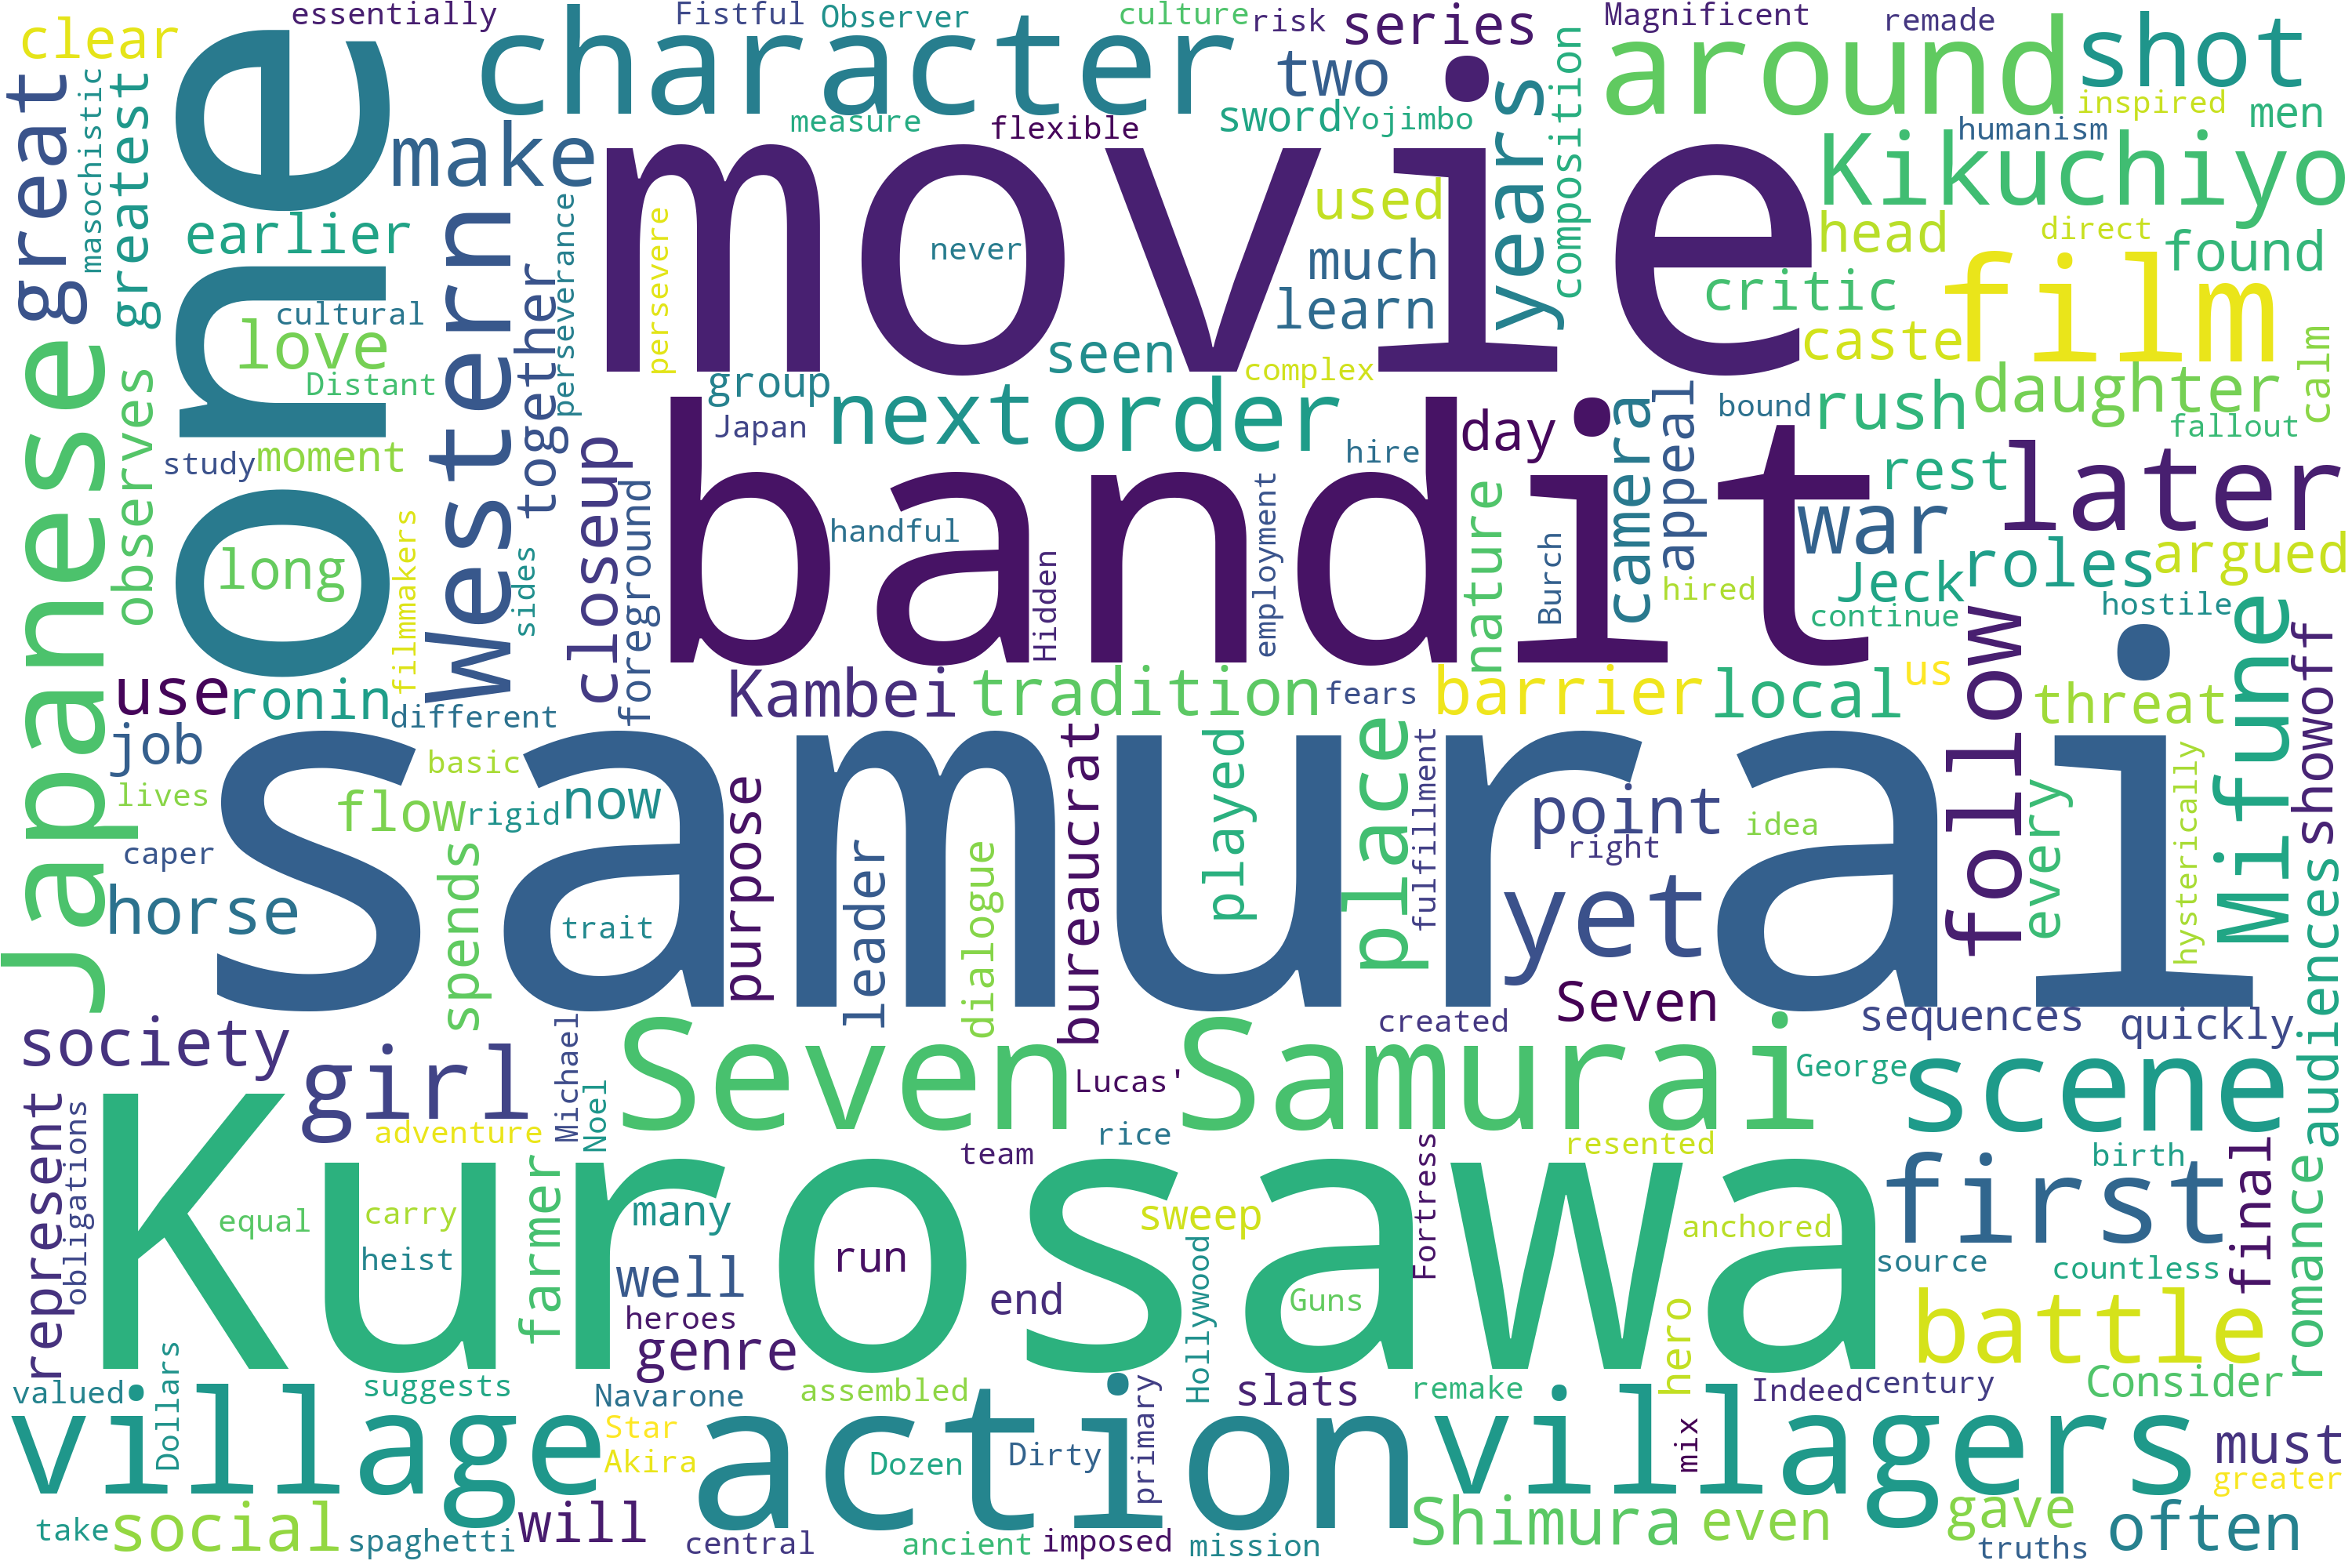 essentially
Fistful
Observer
culture
risk
series
Magnificent
remade
clear
character
two
around
shot
inspired
men
great
masochistic
greatest
one
make
measure
flexible
sword
Yojimbo
years
composition
humanism
Kikuchiyo
movie
earlier
Western
together
perseverance
persevere
never
used
much
learn
head
direct
found
critic
film
caste
cultural
love
Distant
seen
group
complex
Japan
next
order
hire
day
camera
appeal
bound
rush
daughter
fallout
calm
observes
study
moment
closeup
foreground
handful
bandit
employment
nature
Burch
hired
rest
later
war
roles
argued
Jeck
continue
hostile
Japanese
long
filmmakers
sides
Hidden
use
ronin
different
Kambei
tradition
fears
barrier
local
us
follow
threat
Mifune
showoff
job
basic
lives
flow
rigid
now
purpose
samurai
bureaucrat
played
place
fulfillment
point
right
idea
every
hysterically
caper
horse
spends
trait
leader
dialogue
yet
audiences
society
girl
Michael
Noel
Seven Samurai
Lucas'
created
Seven
sequences
quickly
George
scene
represent
obligations
adventure
farmer
team
rice
resented
birth
Kurosawa
equal
carry
heist
many
well
run
heroes
genre
end
sweep
Fortress
Guns
anchored
first
source
countless
final
romance
battle
hero
valued
Dollars
suggests
Navarone
assembled
Hollywood
slats
remake
Indeed
century
Consider
village
Star
Akira
action
Dozen
Dirty
primary
mix
villagers
must
greater
take
social
spaghetti
will
central
ancient
imposed
mission
Shimura
even
gave
truths
often